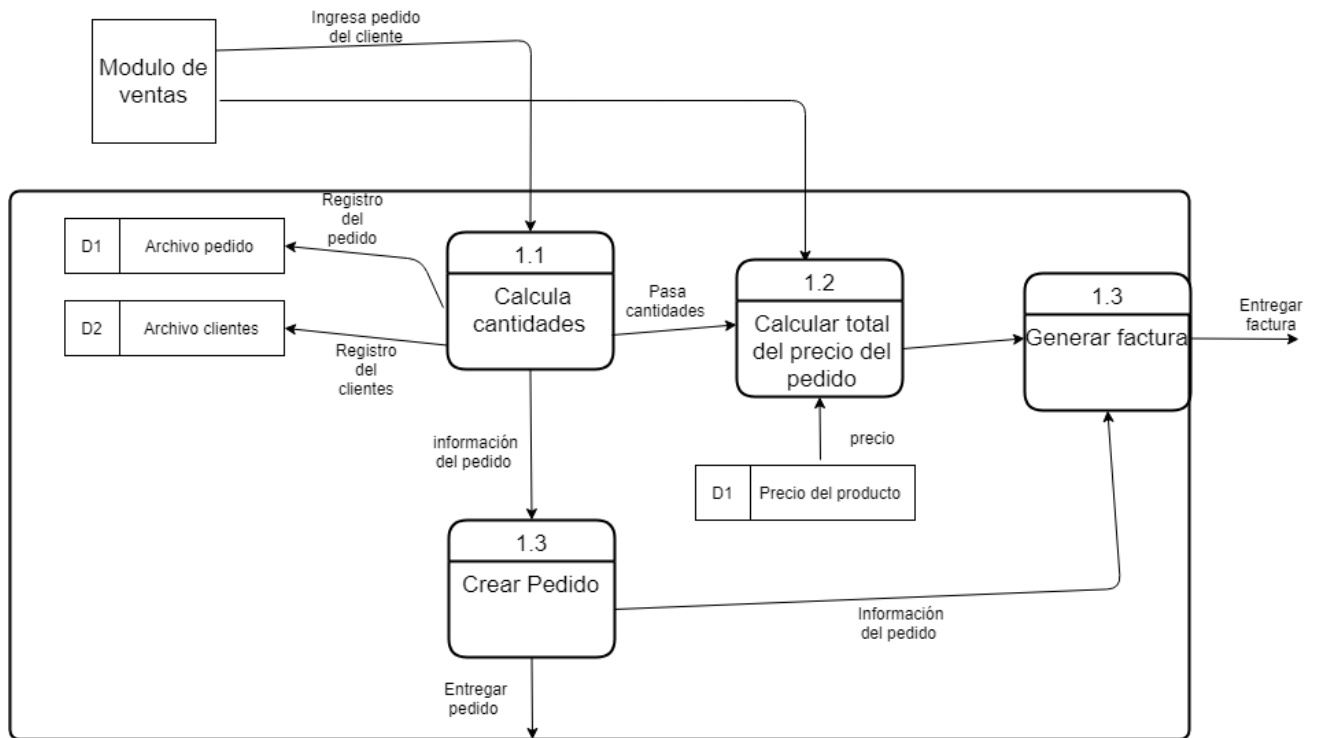 Ingresa pedido
del cliente
Modulo de
ventas
Registro
del
pedido
D1
Archivo pedido
D2
Archivo clientes
Registro
del
clientes
1.1
Calcula
cantidades
Pasa
cantidades
1.2
Calcular total
del precio del
pedido
1.3
Generar factura
Entregar
factura
información
del pedido
precio
D1
Precio del producto
1.3
Crear Pedido
Información
del pedido
Entregar
pedido